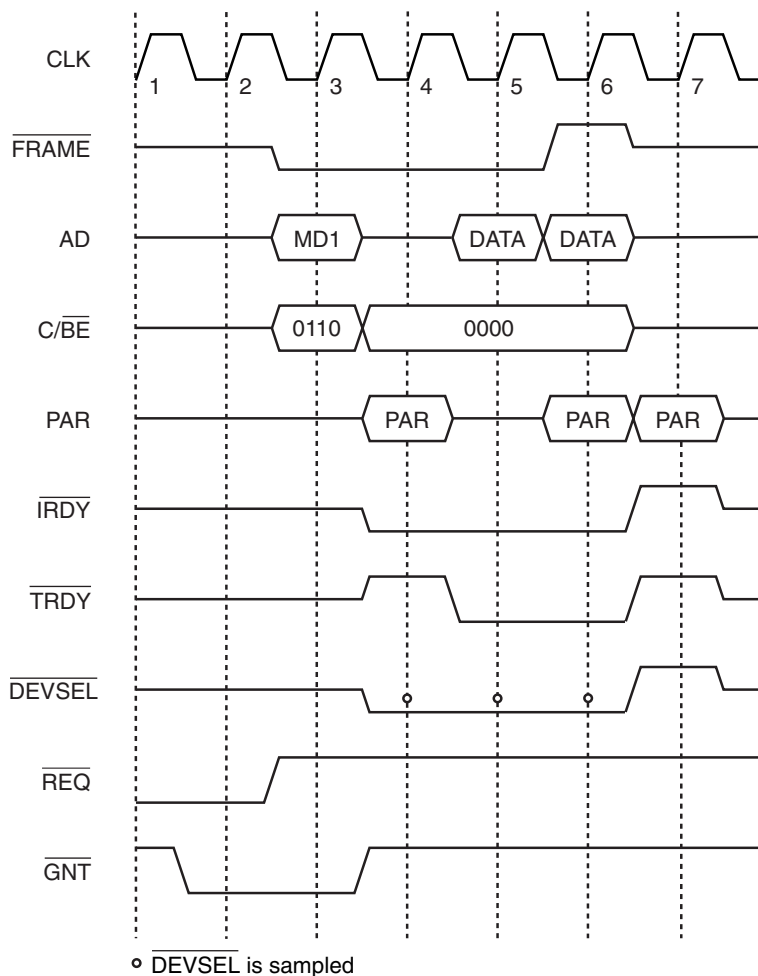 CLK
1 2 3 4 5 6 7
FRAME
AD MD1 DATA DATA
C/BE 0110 0000
PAR PAR PAR PAR
IRDY
TRDY
DEVSEL
REQ
GNT
DEVSEL is sampled